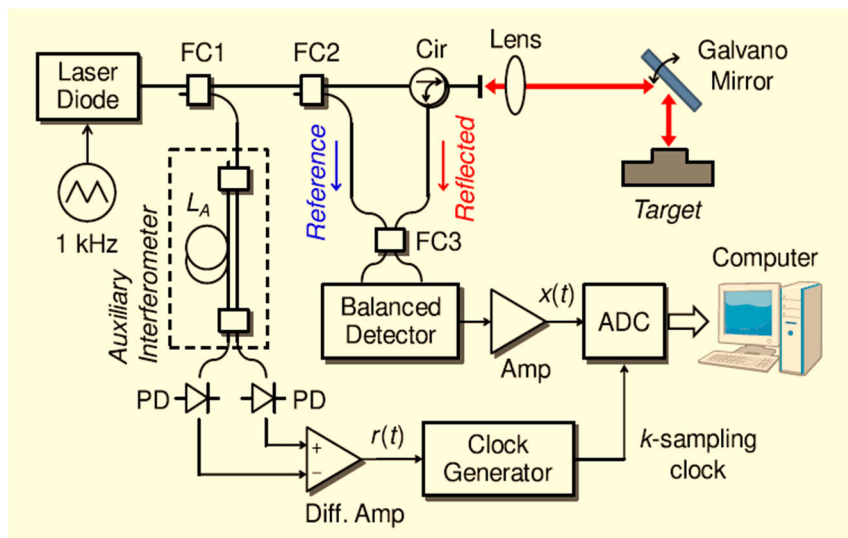 FC1
FC2
Cir
Lens
Galvano
Mirror
Laser
Diode
1 kHz
Reference
Reflected
Target
L_A
Auxiliary
Interferometer
FC3
Balanced
Detector
x(t)
Amp
ADC
Computer
PD
PD
r(t)
+
−
Diff. Amp
Clock
Generator
k-sampling
clock